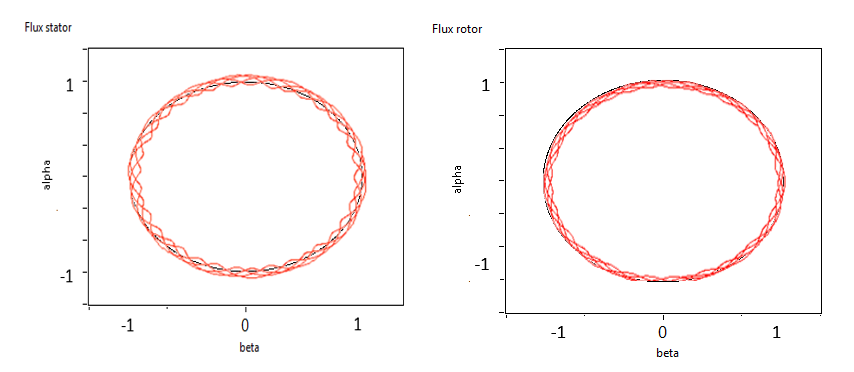 Flux stator
1
alpha
-1
-1 0 1
beta
Flux rotor
1
alpha
-1
-1 0 1
beta